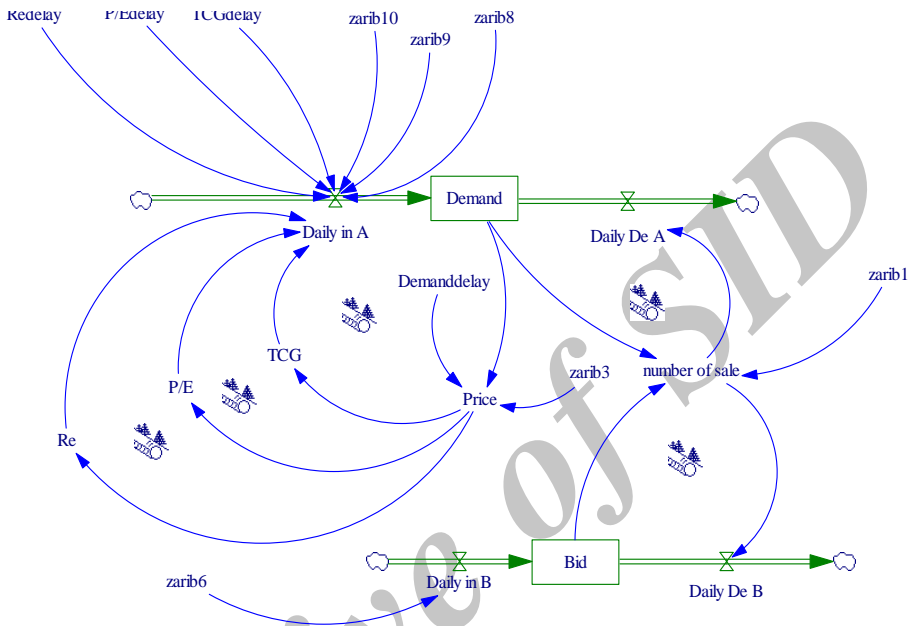 Redelay
P/Edelay
TCGdelay
zarib10
zarib8
zarib9
Demand
Daily in A
Daily De A
Demanddelay
zarib1
TCG
number of sale
zarib3
P/E
Price
Re
Bid
zarib6
Daily in B
Daily De B
ive of SID